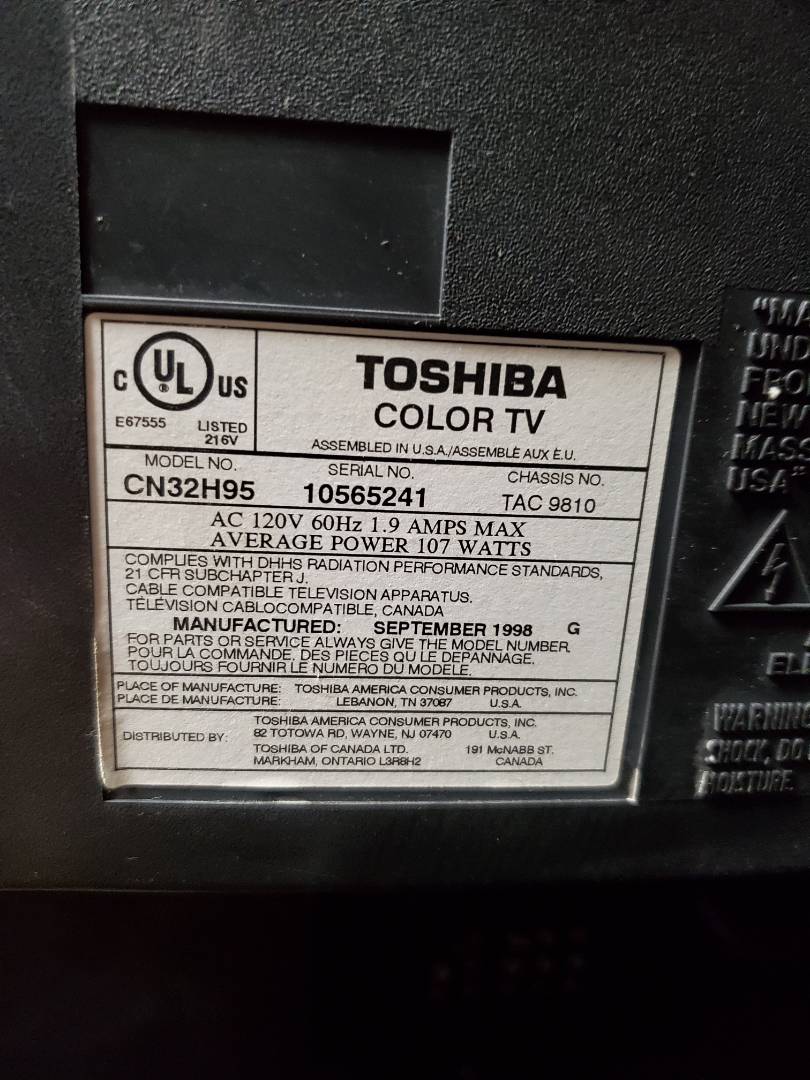 C UL ® US
E67555 LISTED
216V
TOSHIBA
COLOR TV
ASSEMBLED IN U.S.A./ASSEMBLÉ AUX É.U.
MODEL NO. SERIAL NO. CHASSIS NO.
CN32H95 10565241 TAC 9810
AC 120V 60Hz 1.9 AMPS MAX
AVERAGE POWER 107 WATTS
COMPLIES WITH DHHS RADIATION PERFORMANCE STANDARDS,
21 CFR SUBCHAPTER J.
CABLE COMPATIBLE TELEVISION APPARATUS.
TÉLÉVISION CABLOCOMPATIBLE, CANADA
MANUFACTURED: SEPTEMBER 1998 G
FOR PARTS OR SERVICE ALWAYS GIVE THE MODEL NUMBER.
POUR LA COMMANDE, DES PIECES OU LE DEPANNAGE.
TOUJOURS FOURNIR LE NUMERO DU MODELE.
PLACE OF MANUFACTURE: TOSHIBA AMERICA CONSUMER PRODUCTS, INC.
PLACE DE MANUFACTURE: LEBANON, TN 37087 U.S.A.
DISTRIBUTED BY:
TOSHIBA AMERICA CONSUMER PRODUCTS, INC.
82 TOTOWA RD, WAYNE, NJ 07470 U.S.A.
TOSHIBA OF CANADA LTD. 191 McNABB ST.
MARKHAM, ONTARIO L3R8H2 CANADA
"MA
UND
FRO
NEW
MASS
USA"
EL
WARNING
SHOCK, DO
MOISTURE.